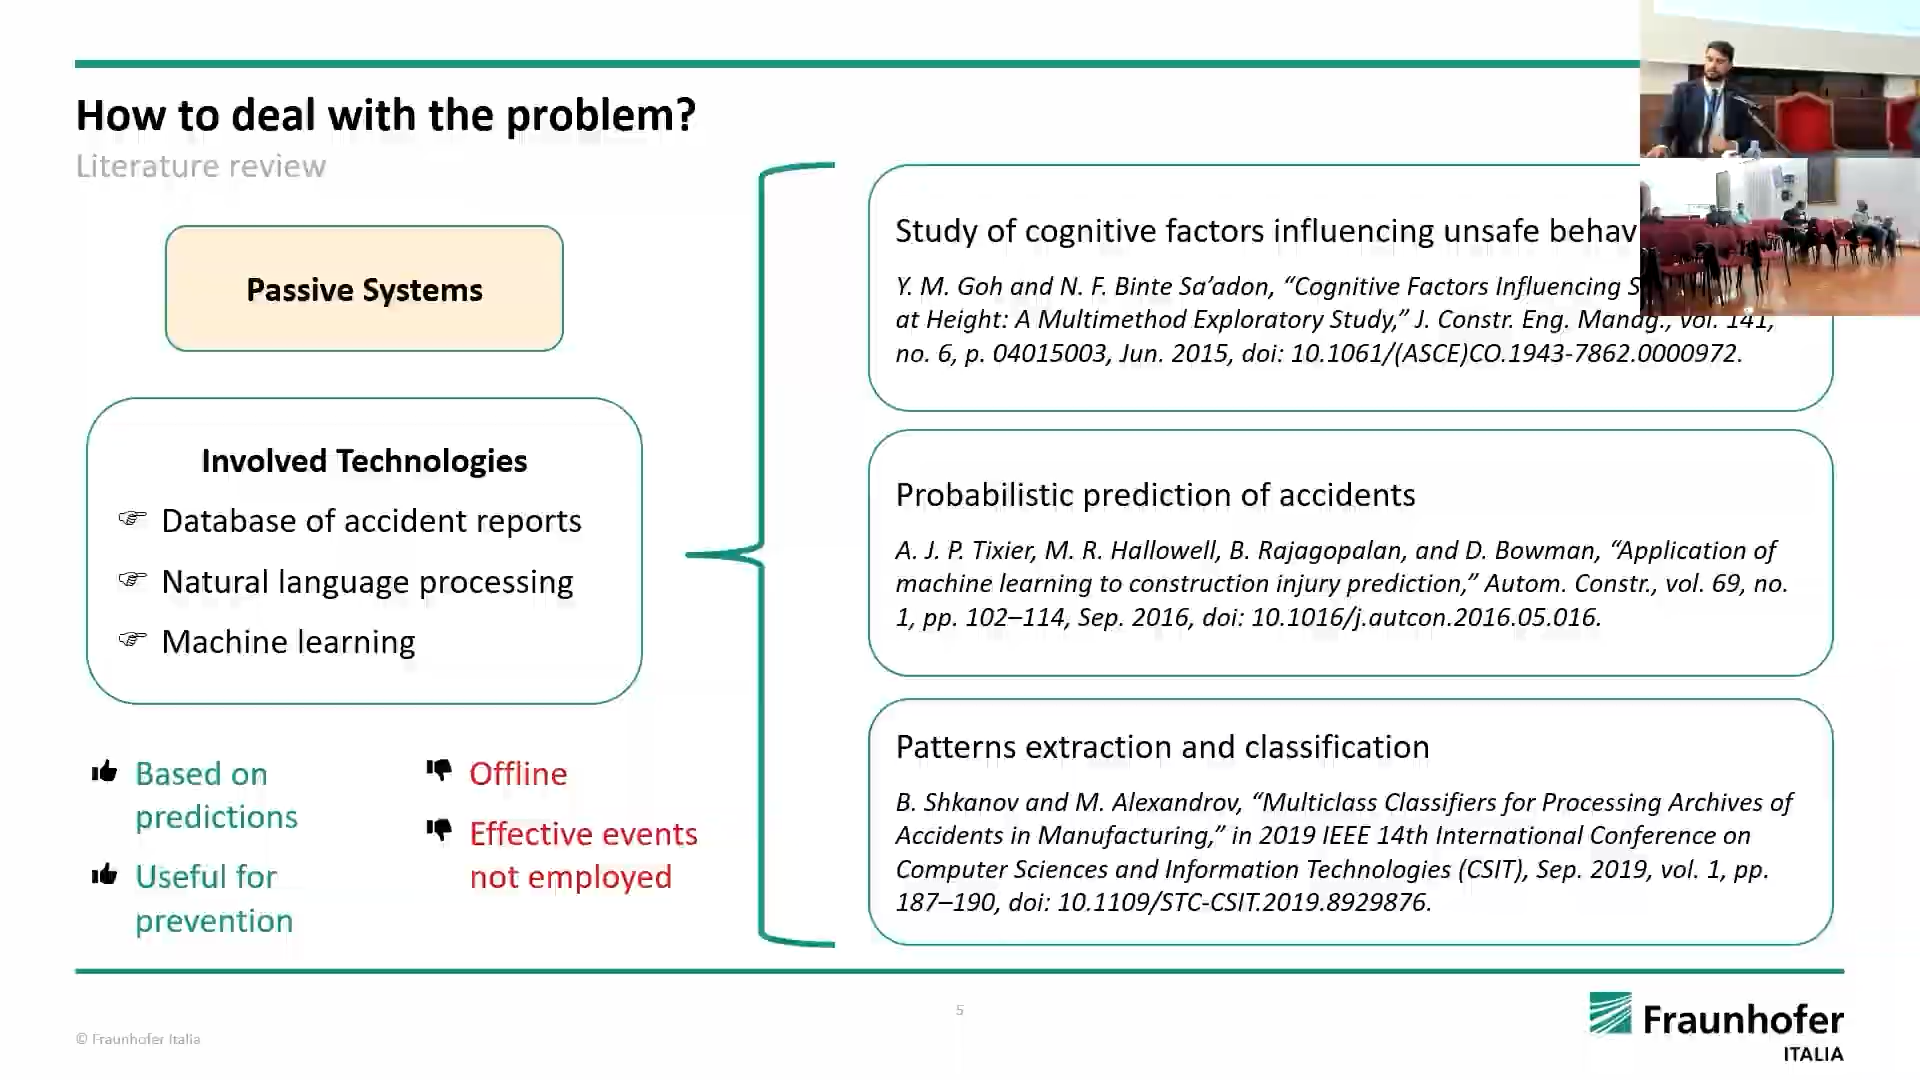 How to deal with the problem?
Literature review
Passive Systems
Involved Technologies
Database of accident reports
Natural language processing
Machine learning
Based on
predictions
Useful for
prevention
Offline
Effective events
not employed
Study of cognitive factors influencing unsafe
Y. M. Goh and N. F. Binte Sa’adon, “Cognitive Factors Influencing
at Height: A Multimethod Exploratory Study,” J. Constr. Eng. Manag., vol. 141,
no. 6, p. 04015003, Jun. 2015, doi: 10.1061/(ASCE)CO.1943-7862.0000972.
Probabilistic prediction of accidents
A. J. P. Tixier, M. R. Hallowell, B. Rajagopalan, and D. Bowman, “Application of
machine learning to construction injury prediction,” Autom. Constr., vol. 69, no.
1, pp. 102–114, Sep. 2016, doi: 10.1016/j.autcon.2016.05.016.
Patterns extraction and classification
B. Shkanov and M. Alexandrov, “Multiclass Classifiers for Processing Archives of
Accidents in Manufacturing,” in 2019 IEEE 14th International Conference on
Computer Sciences and Information Technologies (CSIT), Sep. 2019, vol. 1, pp.
187–190, doi: 10.1109/STC-CSIT.2019.8929876.
5
© Fraunhofer Italia
Fraunhofer
ITALIA